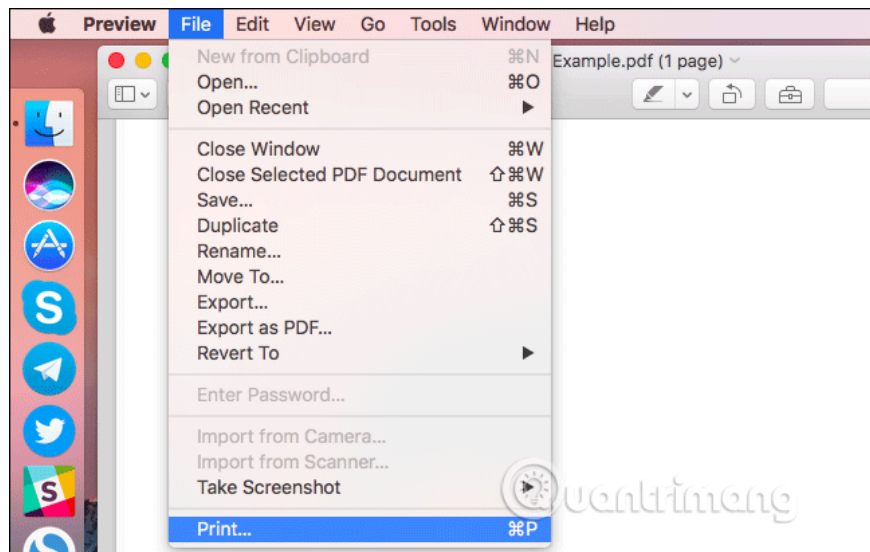 Preview File Edit View Go Tools Window Help
Example.pdf (1 page)
New from Clipboard ⌘N
Open... ⌘O
Open Recent ▶
Close Window ⌘W
Close Selected PDF Document ⇧⌘W
Save... ⌘S
Duplicate ⇧⌘S
Rename...
Move To...
Export...
Export as PDF...
Revert To ▶
Enter Password...
Import from Camera...
Import from Scanner...
Take Screenshot ▶
Print... ⌘P
S
S
uantrimang